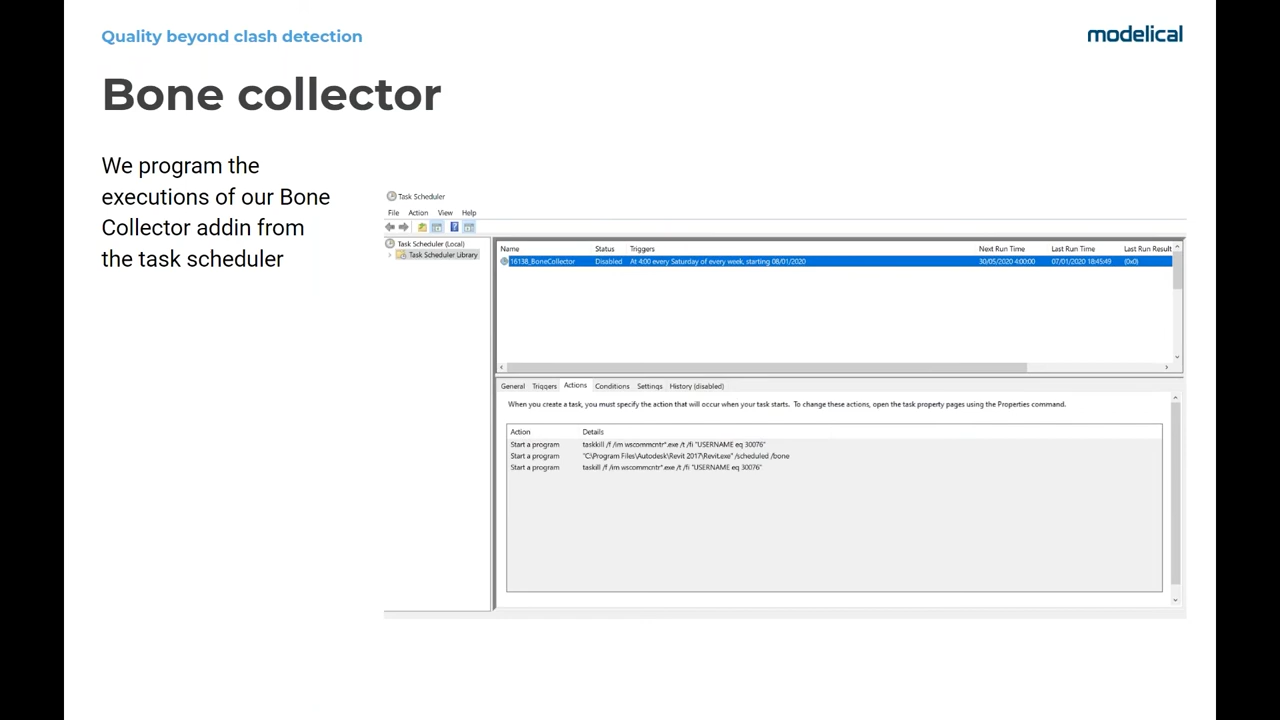 Quality beyond clash detection
modelical
Bone collector
We program the
executions of our Bone
Collector addin from
the task scheduler
Task Scheduler
File Action View Help
Task Scheduler (Local)
Task Scheduler Library
Name Status Triggers Next Run Time Last Run Time Last Run Result
16138_BoneCollector Disabled At 4:00 every Saturday of every week, starting 08/01/2020 30/05/2020 4:00:00 07/01/2020 18:45:49 (0x0)
General Triggers Actions Conditions Settings History (disabled)
When you create a task, you must specify the action that will occur when your task starts. To change these actions, open the task property pages using the Properties command.
Action Details
Start a program taskkill /f /im wscommcntr*.exe /t /fi "USERNAME eq 30076"
Start a program "C:\Program Files\Autodesk\Revit 2017\Revit.exe" /scheduled /bone
Start a program taskill /f /im wscommcntr*.exe /t /fi "USERNAME eq 30076"